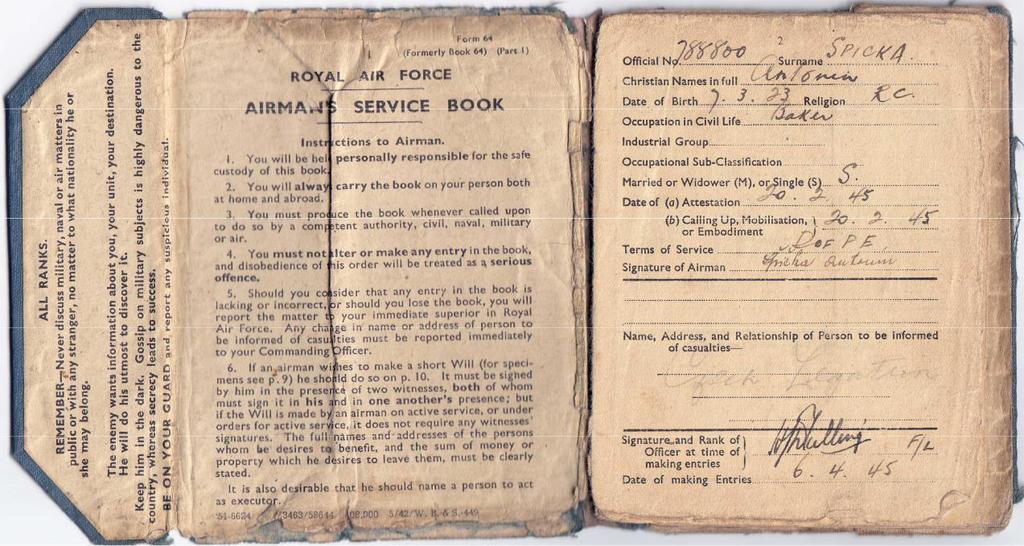 ALL RANKS.
REMEMBER—Never discuss military, naval or air matters in
public or with any stranger, no matter to what nationality he or
she may belong.
The enemy wants information about you, your unit, your destination.
He will do his utmost to discover it.
Keep him in the dark. Gossip on military subjects is highly dangerous to the
country, whereas secrecy leads to success.
BE ON YOUR GUARD and report any suspicious individual.
Form 64
(Formerly Book 64) (Part 1)
ROYAL AIR FORCE
AIRMAN'S SERVICE BOOK
Instructions to Airman.
1. You will be held personally responsible for the safe
custody of this book.
2. You will always carry the book on your person both
at home and abroad.
3. You must produce the book whenever called upon
to do so by a competent authority, civil, naval, military
or air.
4. You must not alter or make any entry in the book,
and disobedience of this order will be treated as a serious
offence.
5. Should you consider that any entry in the book is
lacking or incorrect, or should you lose the book, you will
report the matter to your immediate superior in Royal
Air Force. Any change in name or address of person to
be informed of casualties must be reported immediately
to your Commanding Officer.
6. If an airman wishes to make a short Will (for speci-
mens see p. 9) he should do so on p. 10. It must be signed
by him in the presence of two witnesses, both of whom
must sign it in his and in one another's presence; but
if the Will is made by an airman on active service, or under
orders for active service, it does not require any witnesses'
signatures. The full names and addresses of the persons
whom he desires to benefit, and the sum of money or
property which he desires to leave them, must be clearly
stated.
It is also desirable that he should name a person to act
as executor.
51-6624 /3463/58644 5/42/W. B. & S.-449
2
Official No. 788800 Surname SPICKA.
Christian Names in full Antonin
Date of Birth 7.3.23 Religion RC.
Occupation in Civil Life Baker
Industrial Group
Occupational Sub-Classification
Married or Widower (M), or Single (S) S.
Date of (a) Attestation 20.2.45
(b) Calling Up, Mobilisation, } 20.2.45
or Embodiment
Terms of Service DofPE
Signature of Airman Spicka Antonin
Name, Address, and Relationship of Person to be informed
of casualties—
Czech
Signature and Rank of
Officer at time of F/L
making entries
Date of making Entries 6.4.45